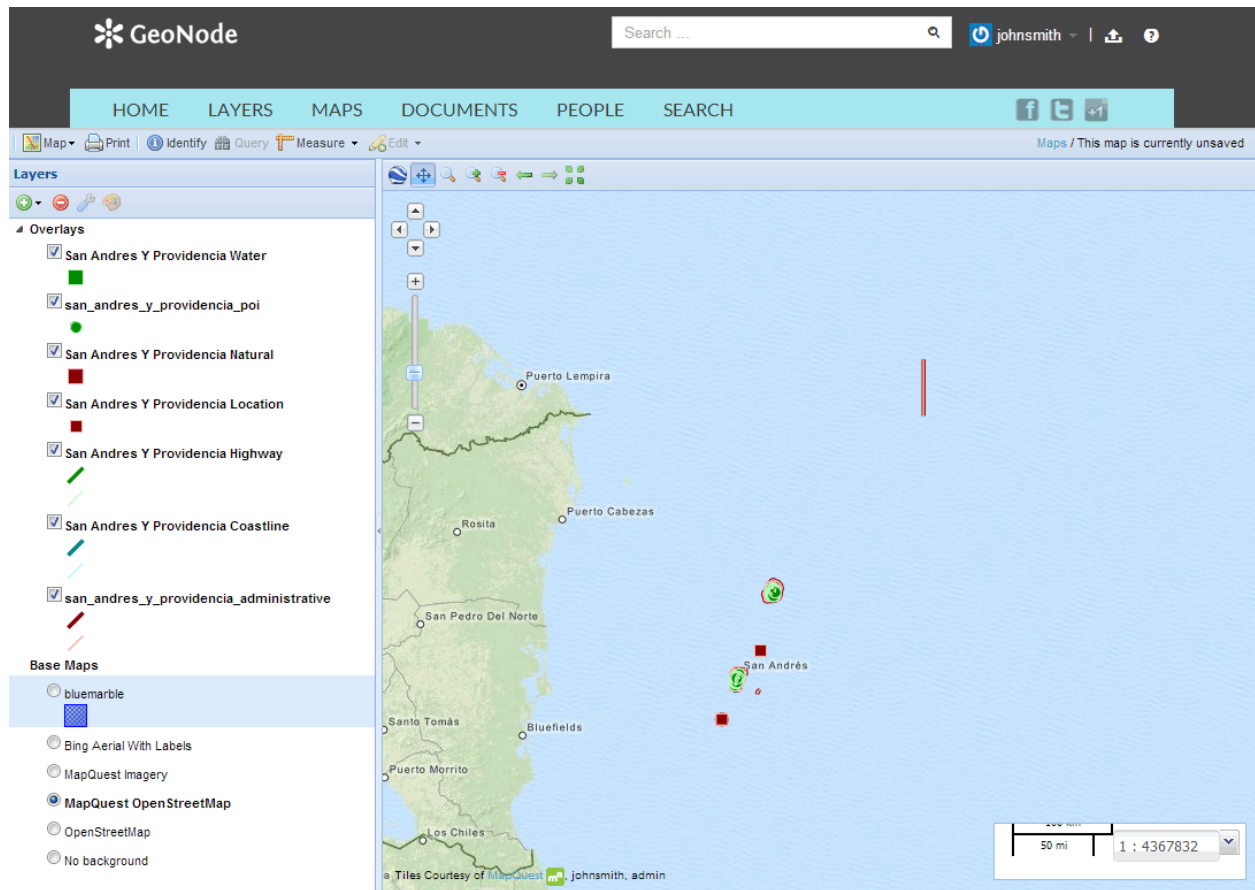 GeoNode
Search ...
johnsmith
HOME LAYERS MAPS DOCUMENTS PEOPLE SEARCH
f t +1
Map Print Identify Query Measure Edit
Maps / This map is currently unsaved
Layers
Overlays
San Andres Y Providencia Water
san_andres_y_providencia_poi
San Andres Y Providencia Natural
San Andres Y Providencia Location
San Andres Y Providencia Highway
San Andres Y Providencia Coastline
san_andres_y_providencia_administrative
Base Maps
bluemarble
Bing Aerial With Labels
MapQuest Imagery
MapQuest OpenStreetMap
OpenStreetMap
No background
Puerto Lempira
Puerto Cabezas
Rosita
San Pedro Del Norte
San Andrés
Santo Tomás
Bluefields
Puerto Morrito
Los Chiles
50 mi
1 : 4367832
Tiles Courtesy of MapQuest mq, johnsmith, admin